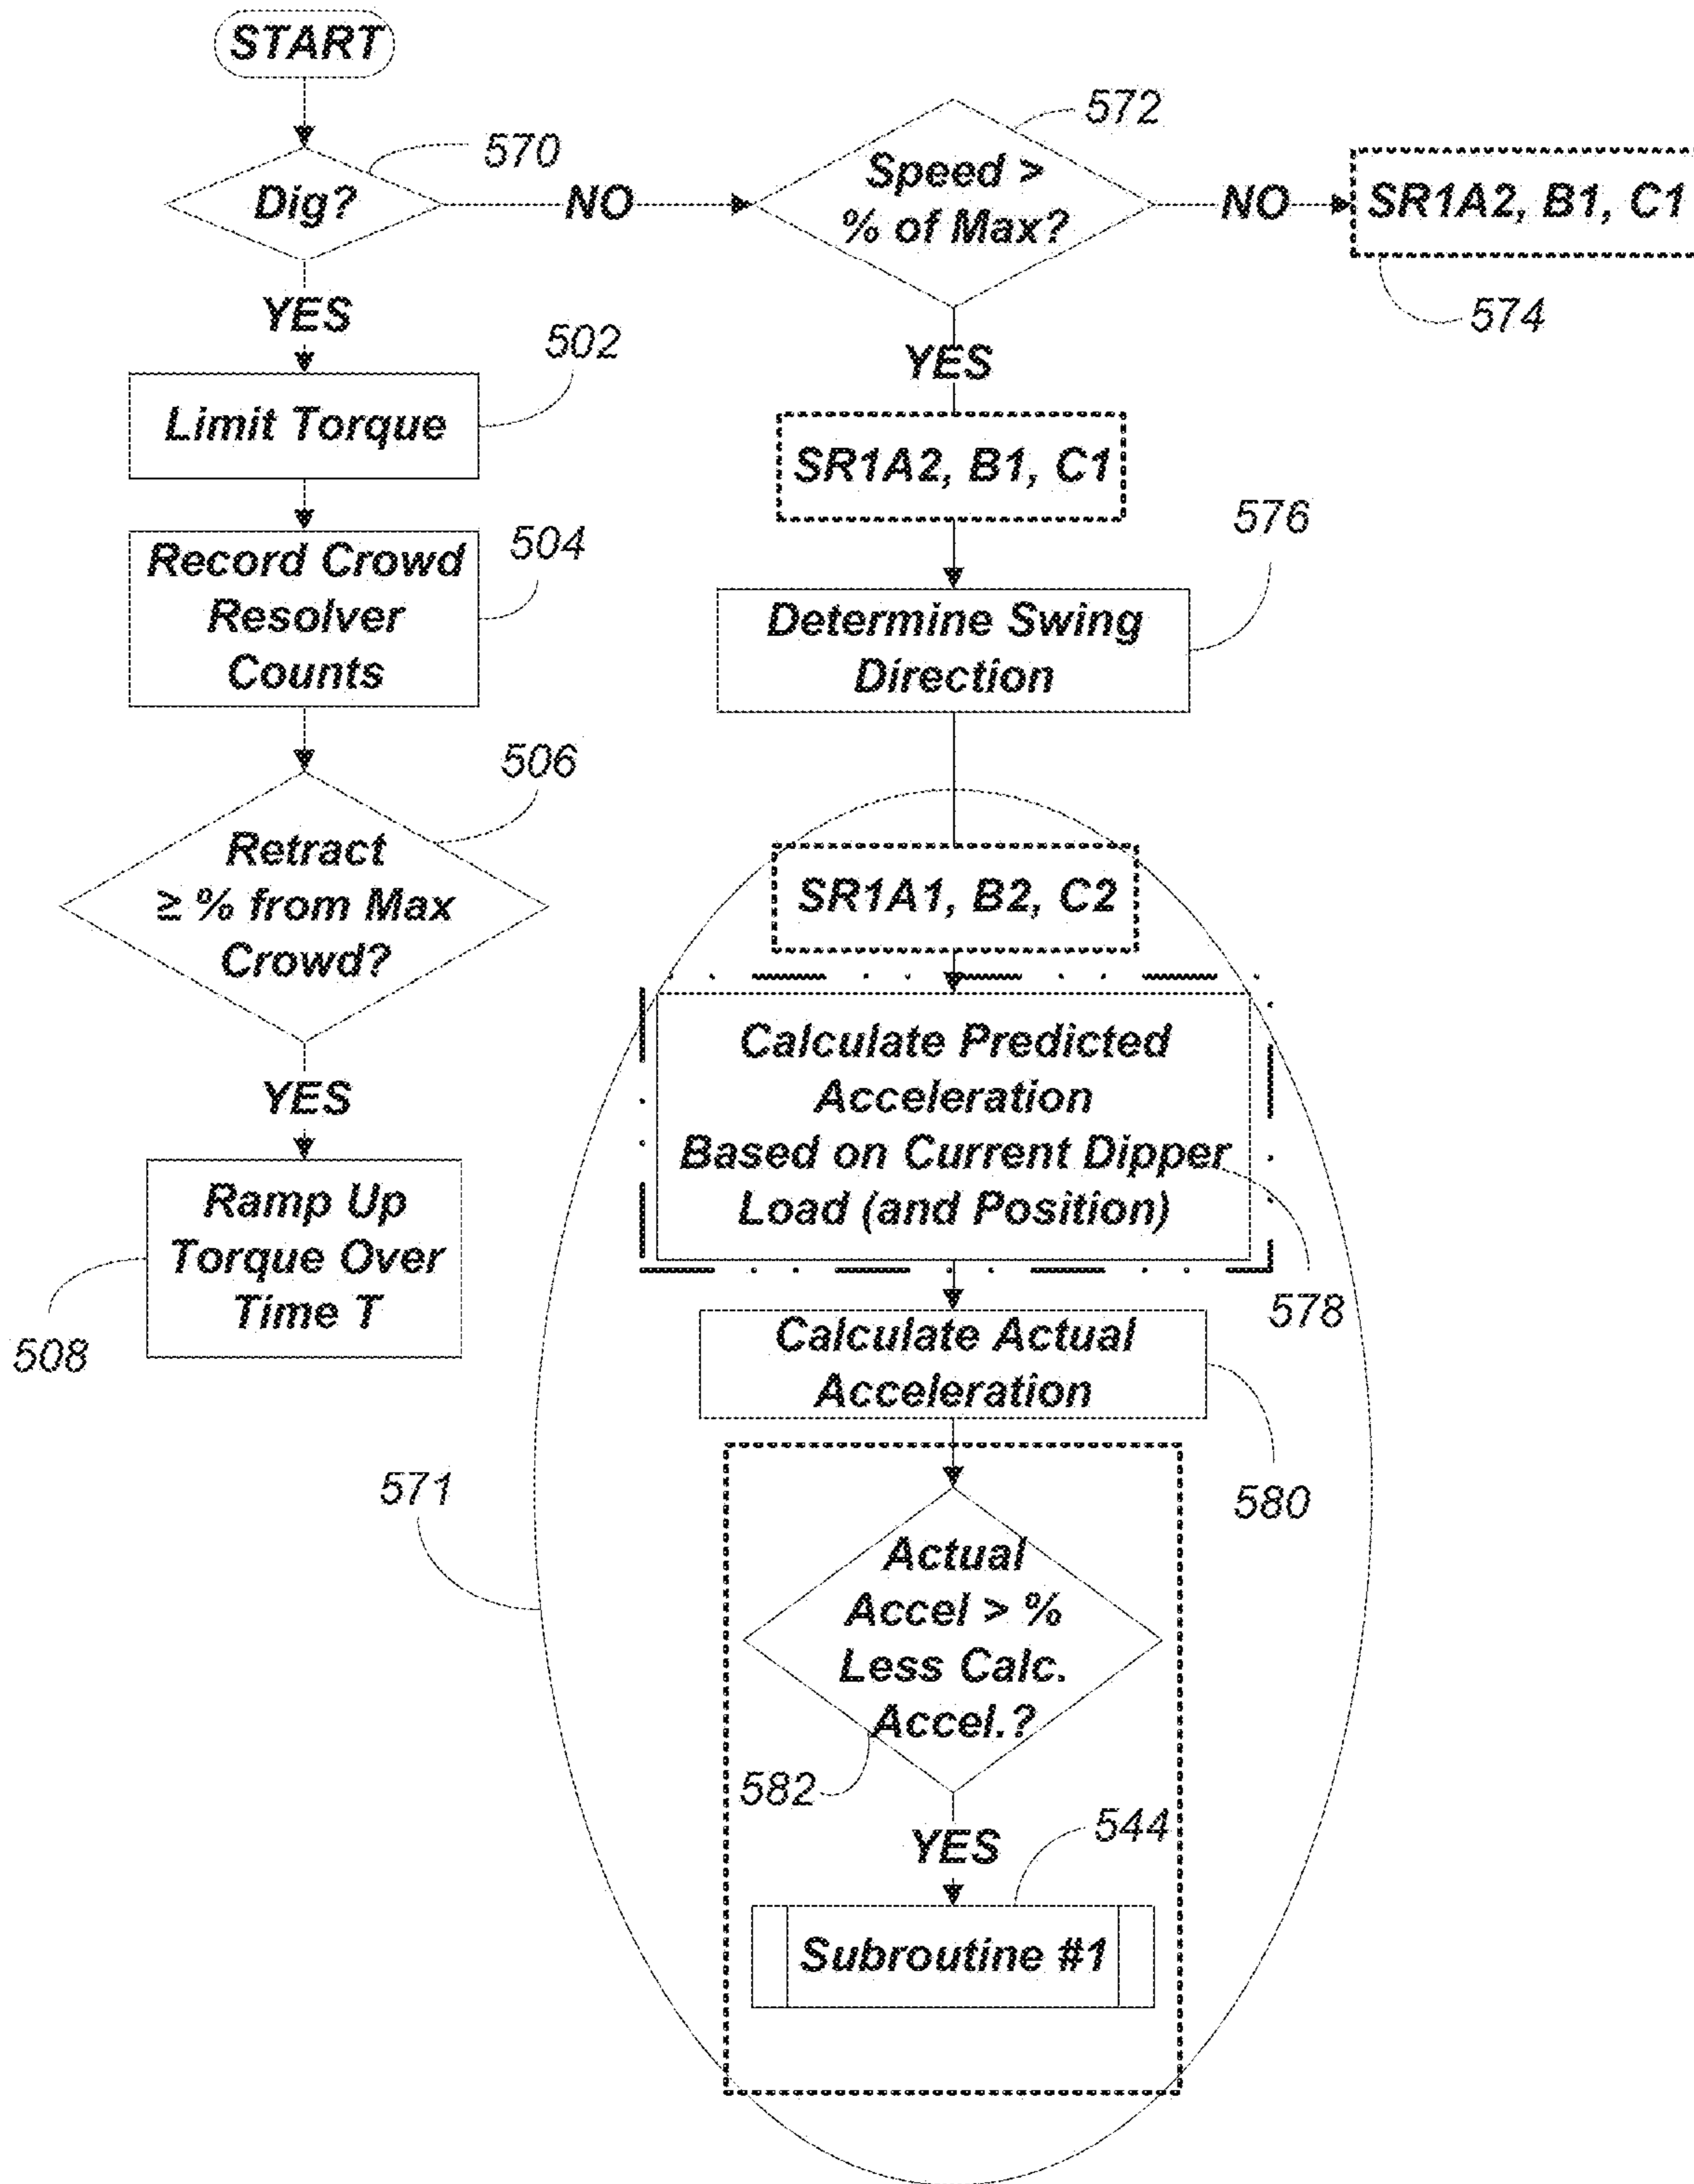 START
570
Dig?
NO
572
Speed >
% of Max?
NO
SR1A2, B1, C1
574
YES
502
Limit Torque
504
Record Crowd
Resolver
Counts
506
Retract
≥ % from Max
Crowd?
YES
Ramp Up
Torque Over
Time T
508
YES
SR1A2, B1, C1
576
Determine Swing
Direction
SR1A1, B2, C2
Calculate Predicted
Acceleration
Based on Current Dipper
Load (and Position)
578
Calculate Actual
Acceleration
580
571
Actual
Accel > %
Less Calc.
Accel.?
582
YES
544
Subroutine #1